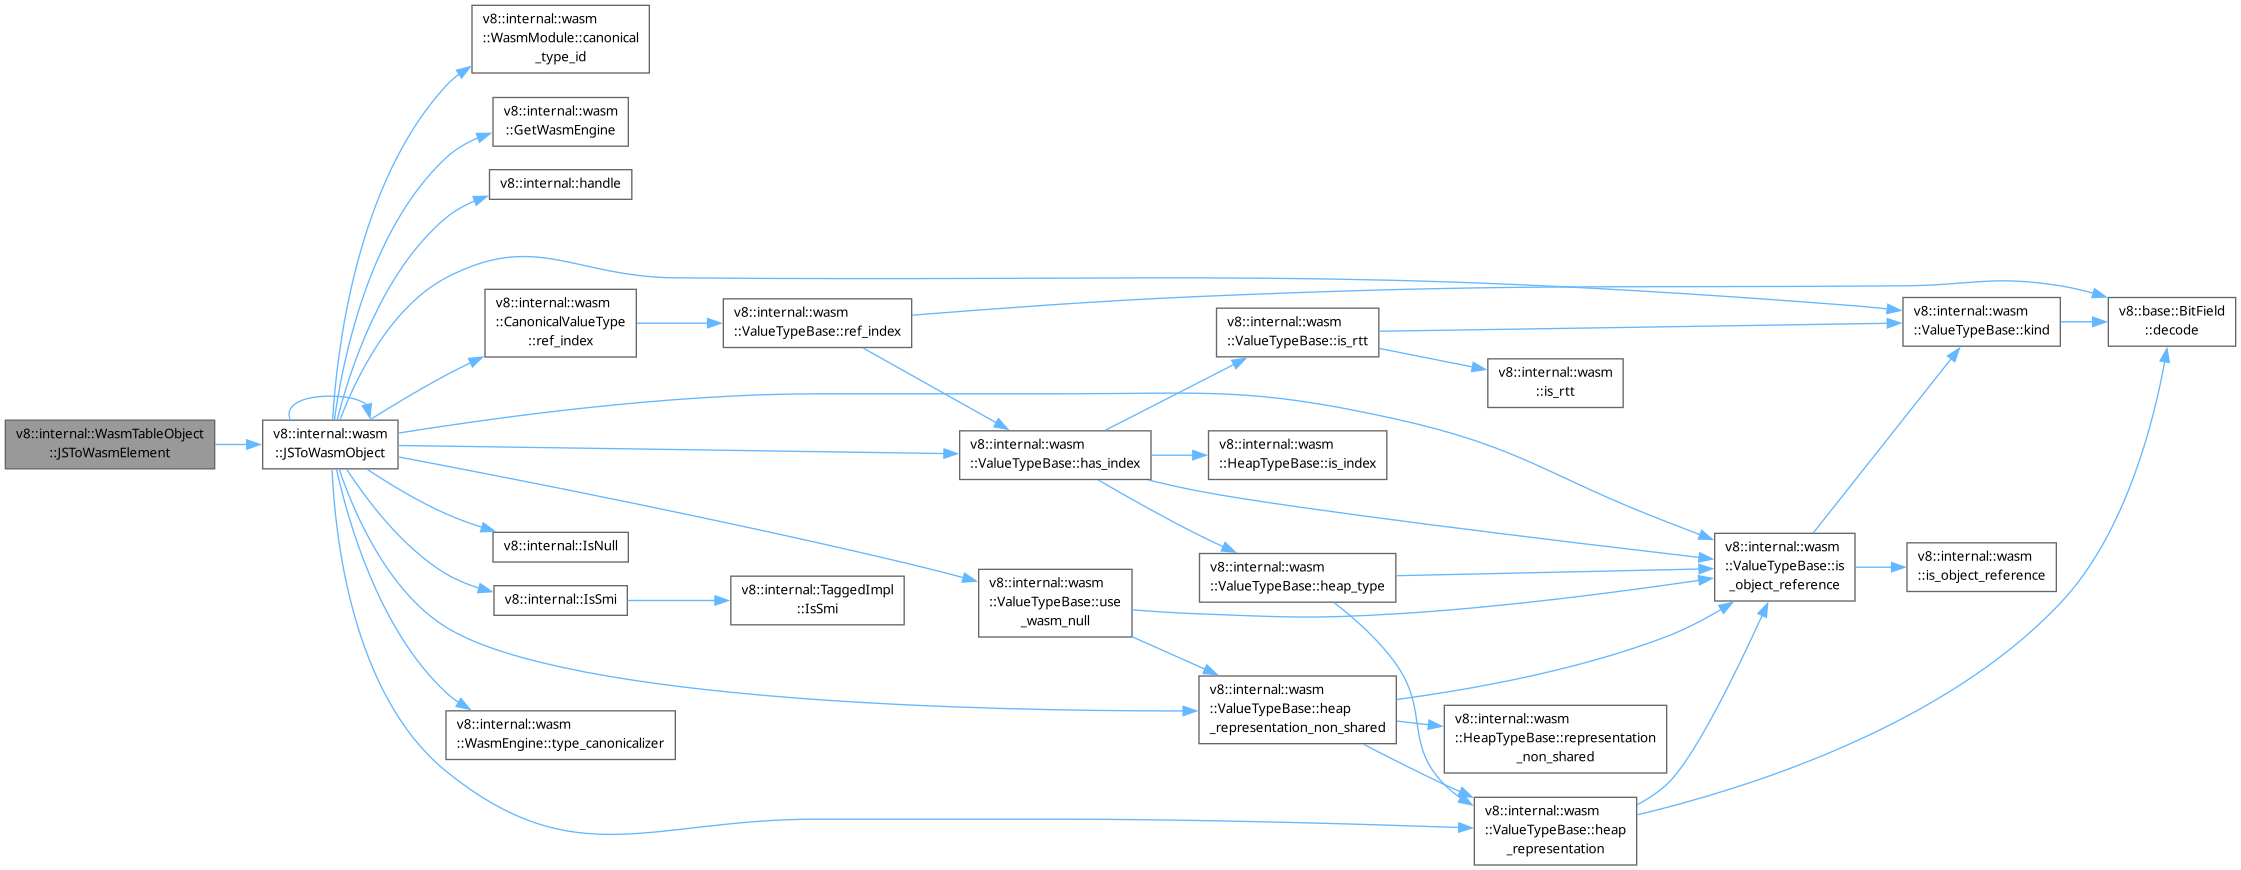 v8::internal::WasmTableObject
::JSToWasmElement
v8::internal::wasm
::JSToWasmObject
v8::internal::wasm
::WasmModule::canonical
_type_id
v8::internal::wasm
::GetWasmEngine
v8::internal::handle
v8::internal::wasm
::CanonicalValueType
::ref_index
v8::internal::IsNull
v8::internal::IsSmi
v8::internal::wasm
::WasmEngine::type_canonicalizer
v8::internal::wasm
::ValueTypeBase::ref_index
v8::internal::TaggedImpl
::IsSmi
v8::internal::wasm
::ValueTypeBase::has_index
v8::internal::wasm
::ValueTypeBase::use
_wasm_null
v8::internal::wasm
::ValueTypeBase::is_rtt
v8::internal::wasm
::HeapTypeBase::is_index
v8::internal::wasm
::ValueTypeBase::heap_type
v8::internal::wasm
::ValueTypeBase::heap
_representation_non_shared
v8::internal::wasm
::is_rtt
v8::internal::wasm
::HeapTypeBase::representation
_non_shared
v8::internal::wasm
::ValueTypeBase::heap
_representation
v8::internal::wasm
::ValueTypeBase::is
_object_reference
v8::internal::wasm
::ValueTypeBase::kind
v8::internal::wasm
::is_object_reference
v8::base::BitField
::decode